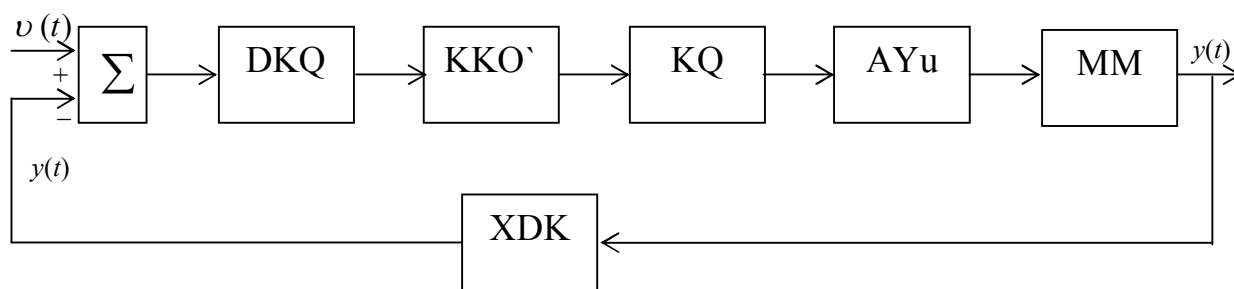 υ (t)
y(t)
+
∑
DKQ
KKO`
KQ
AYu
MM
−
y(t)
XDK